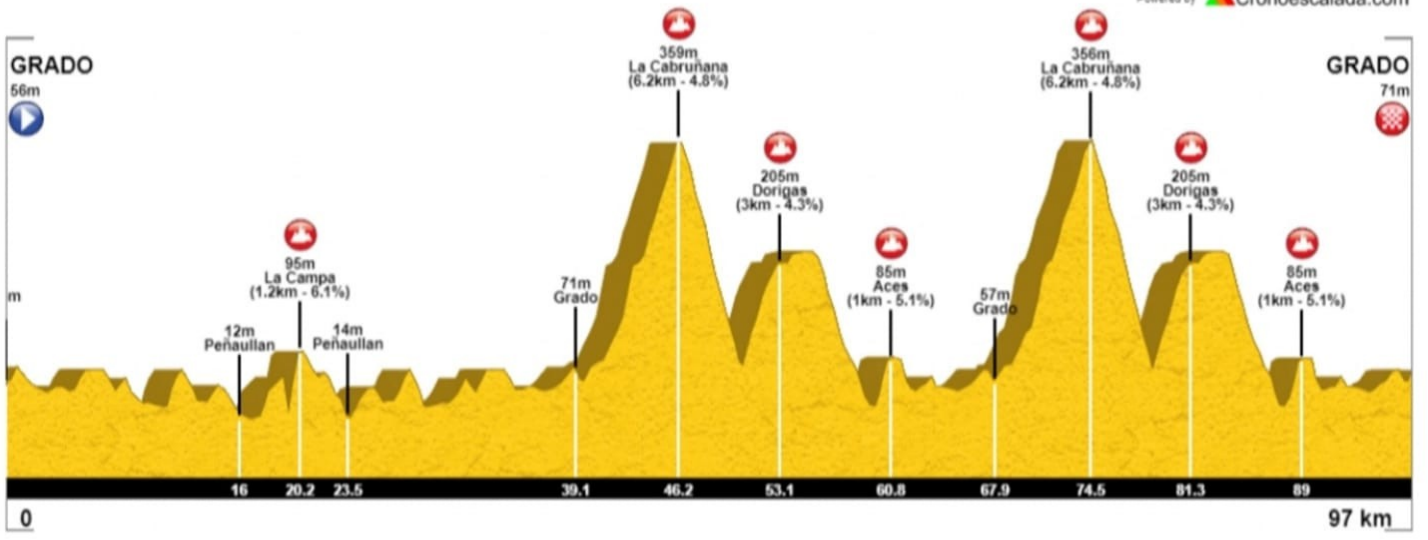 Powered by Cronoescalada.com
GRADO
56m
359m
La Cabruñana
(6.2km - 4.8%)
356m
La Cabruñana
(6.2km - 4.8%)
GRADO
71m
205m
Dorigas
(3km - 4.3%)
205m
Dorigas
(3km - 4.3%)
95m
La Campa
(1.2km - 6.1%)
85m
Aces
(1km - 5.1%)
85m
Aces
(1km - 5.1%)
m
12m
Peñaullan
14m
Peñaullan
71m
Grado
57m
Grado
16 20.2 23.5 39.1 46.2 53.1 60.8 67.9 74.5 81.3 89
0 97 km